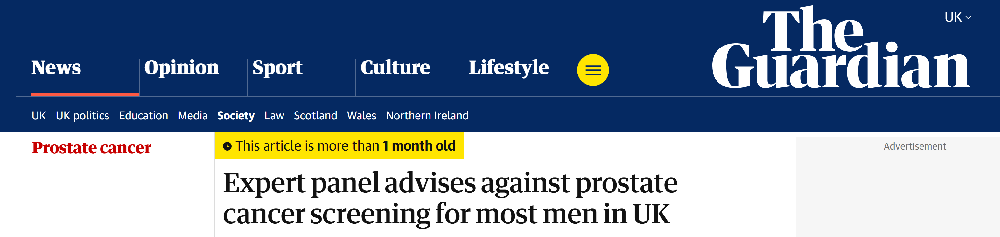 UK
The
Guardian
News Opinion Sport Culture Lifestyle
UK UK politics Education Media Society Law Scotland Wales Northern Ireland
Prostate cancer
This article is more than 1 month old
Advertisement
Expert panel advises against prostate
cancer screening for most men in UK